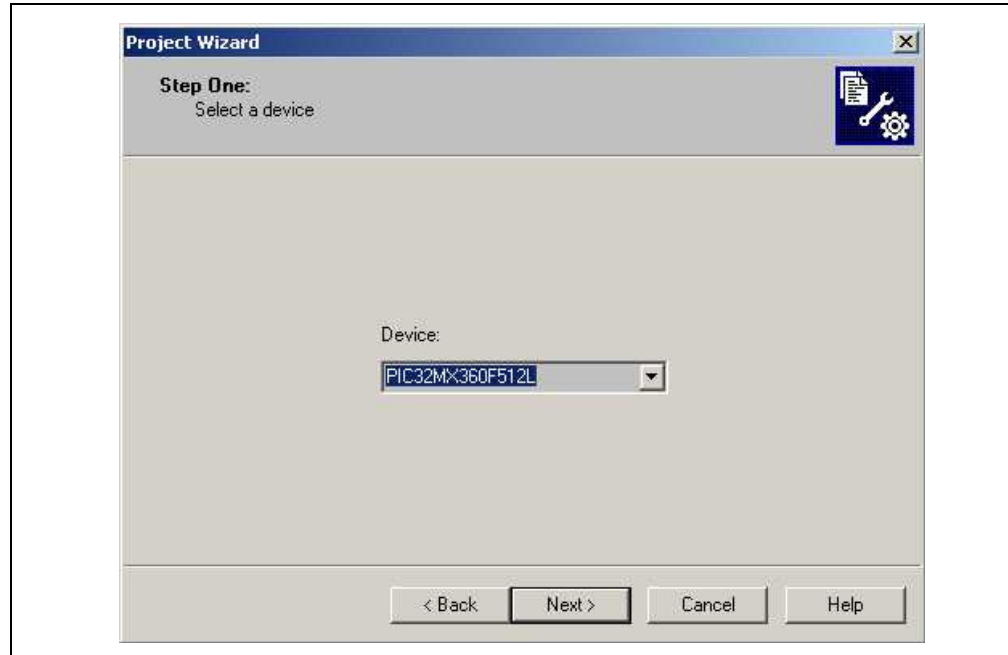 Project Wizard
Step One:
Select a device
Device:
PIC32MX360F512L
< Back Next > Cancel Help